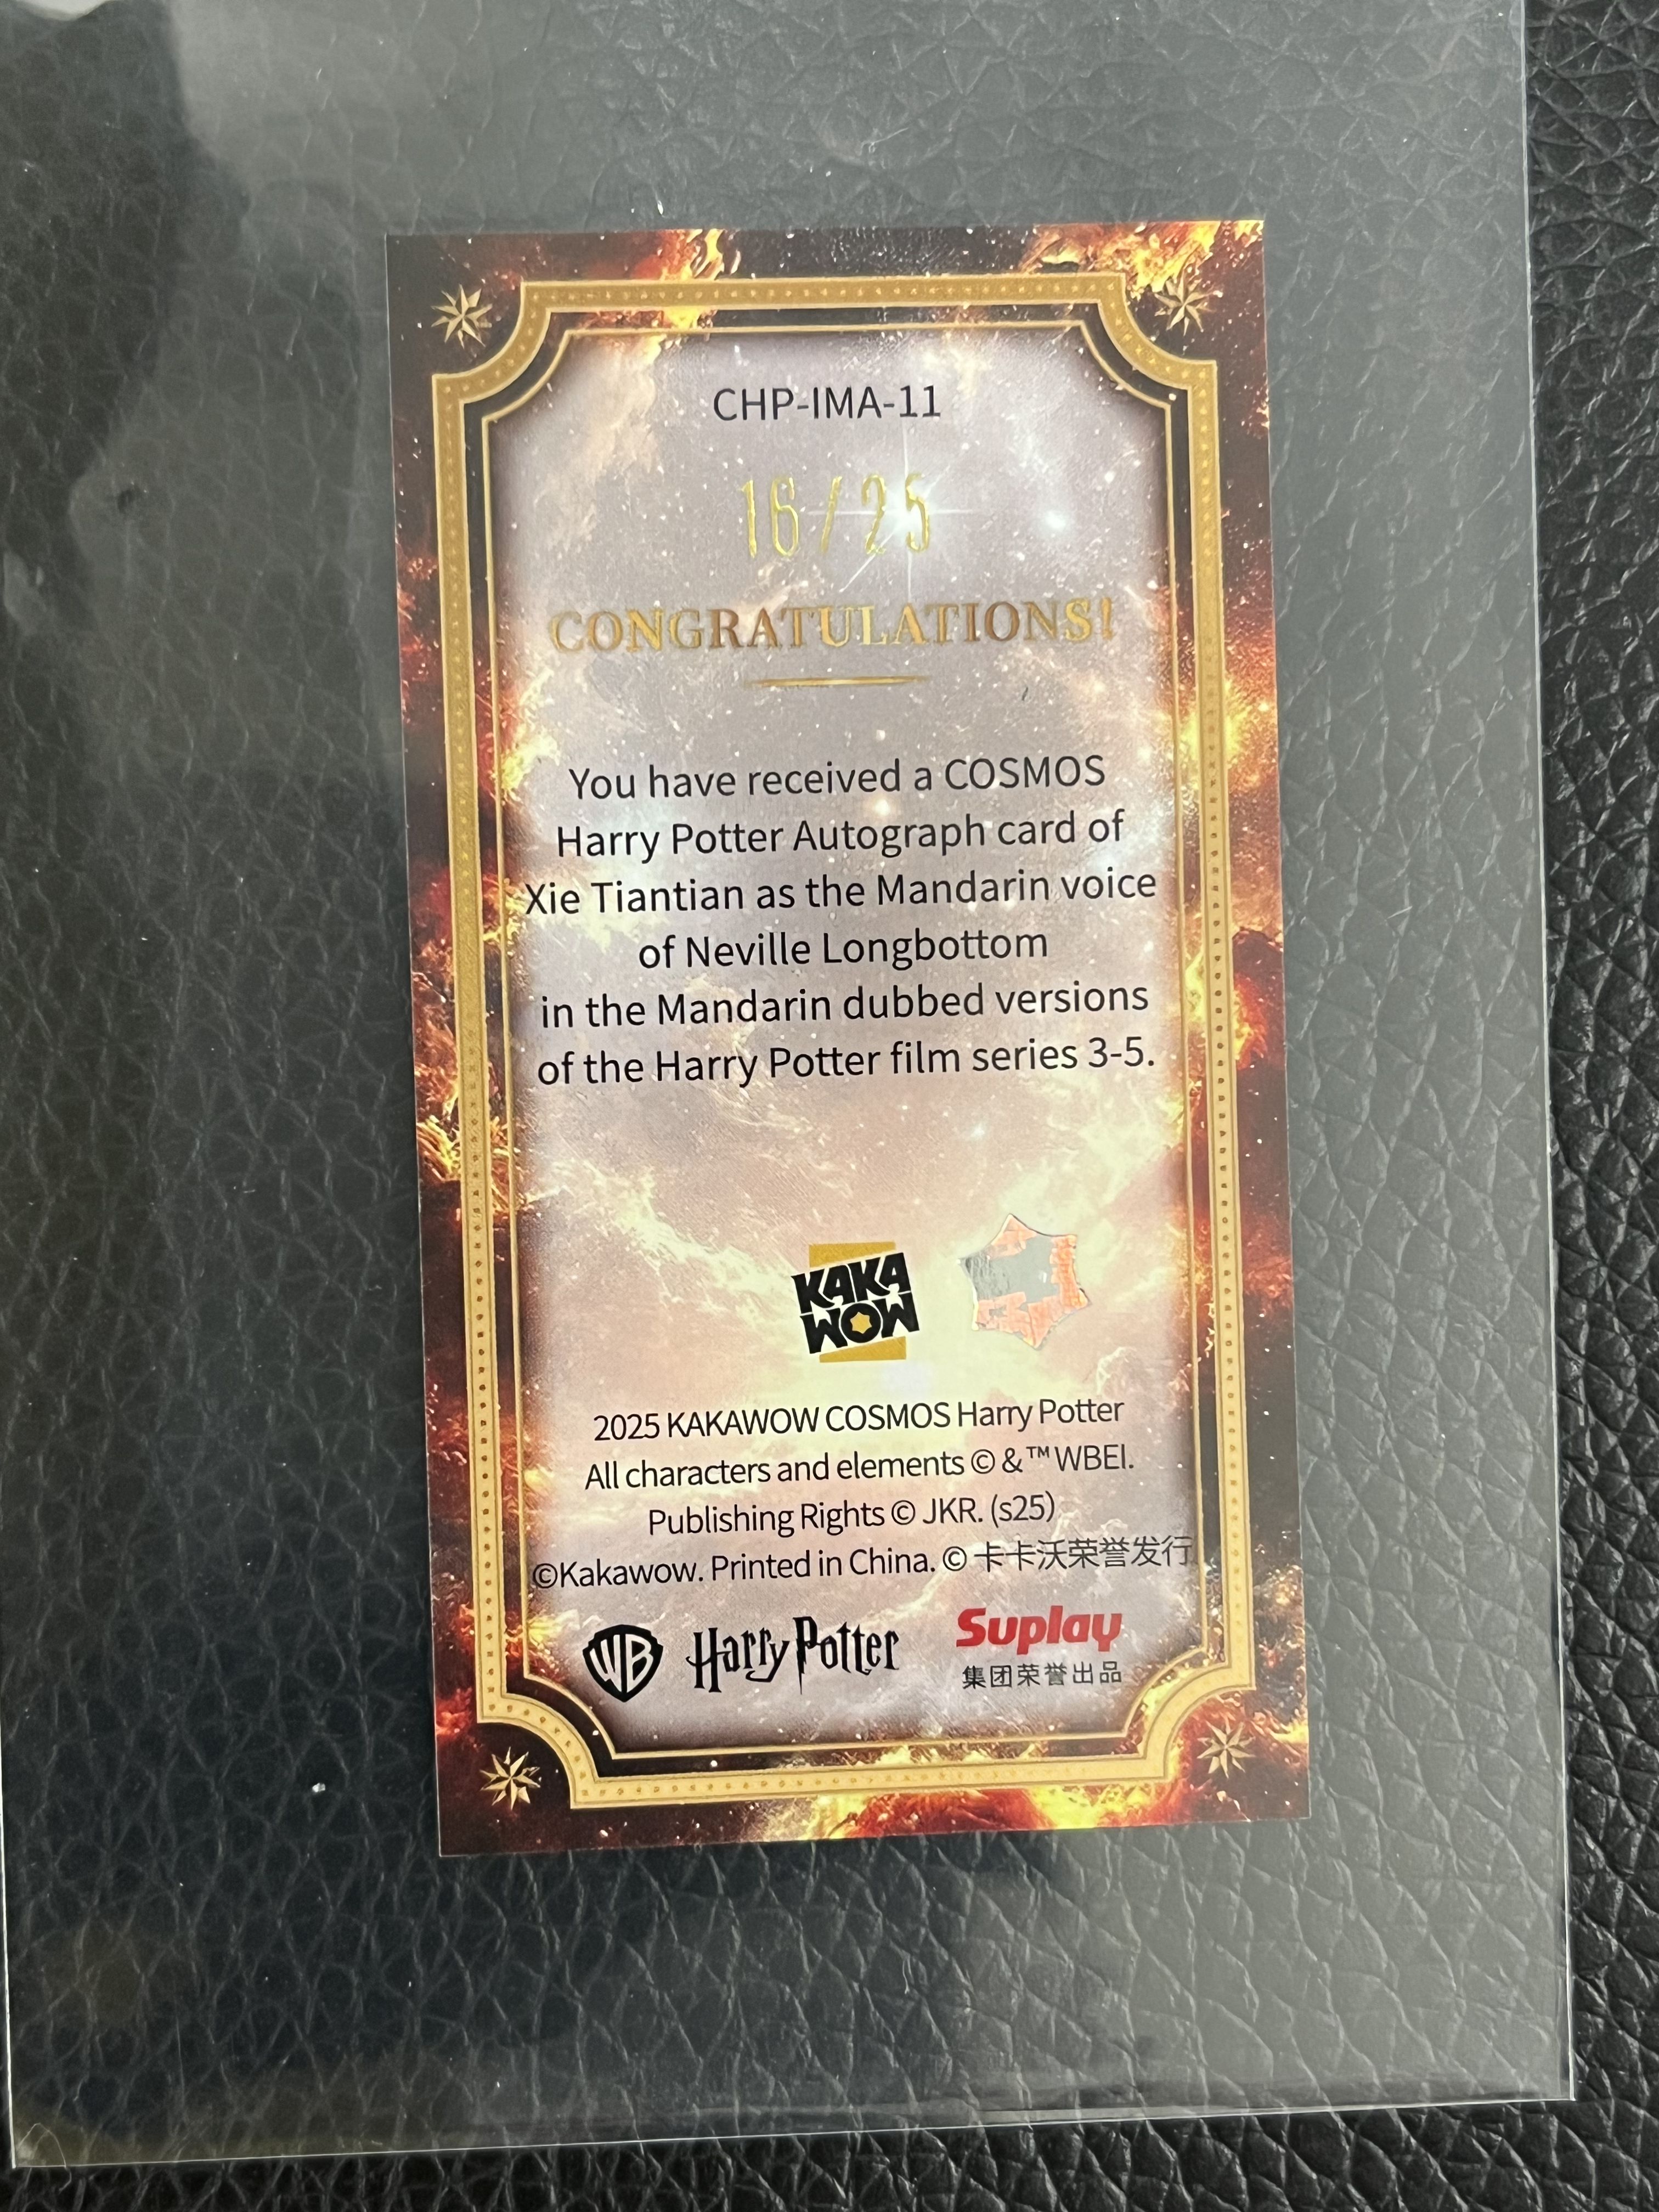 CHP-IMA-11
16/25
CONGRATULATIONS!
You have received a COSMOS
Harry Potter Autograph card of
Xie Tiantian as the Mandarin voice
of Neville Longbottom
in the Mandarin dubbed versions
of the Harry Potter film series 3-5.
KAKA
WOW
2025 KAKAWOW COSMOS Harry Potter
All characters and elements © & ™ WBEI.
Publishing Rights © JKR. (s25)
©Kakawow. Printed in China. © 卡卡沃荣誉发行
WB Harry Potter Suplay
集团荣誉出品